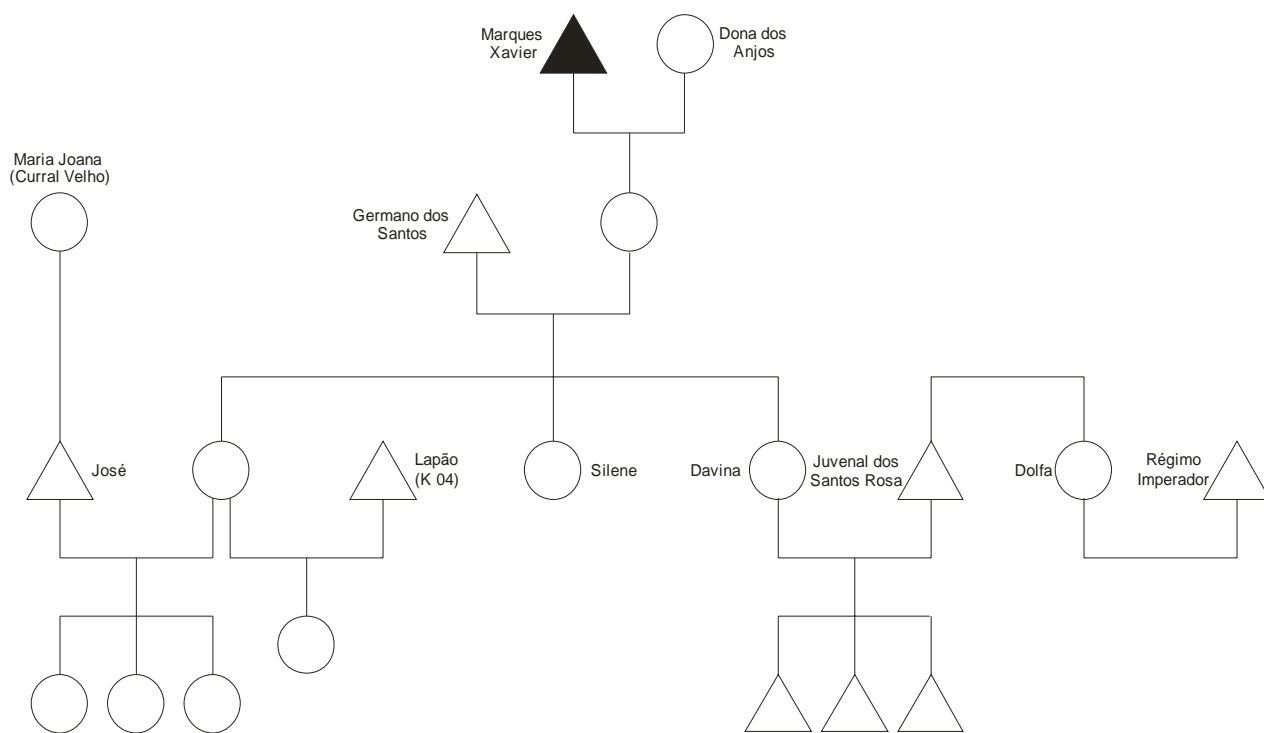 Marques
Xavier
Dona dos
Anjos
Maria Joana
(Curral Velho)
Germano dos
Santos
José
Lapão
(K 04)
Silene
Davina
Juvenal dos
Santos Rosa
Dolfa
Régimo
Imperador